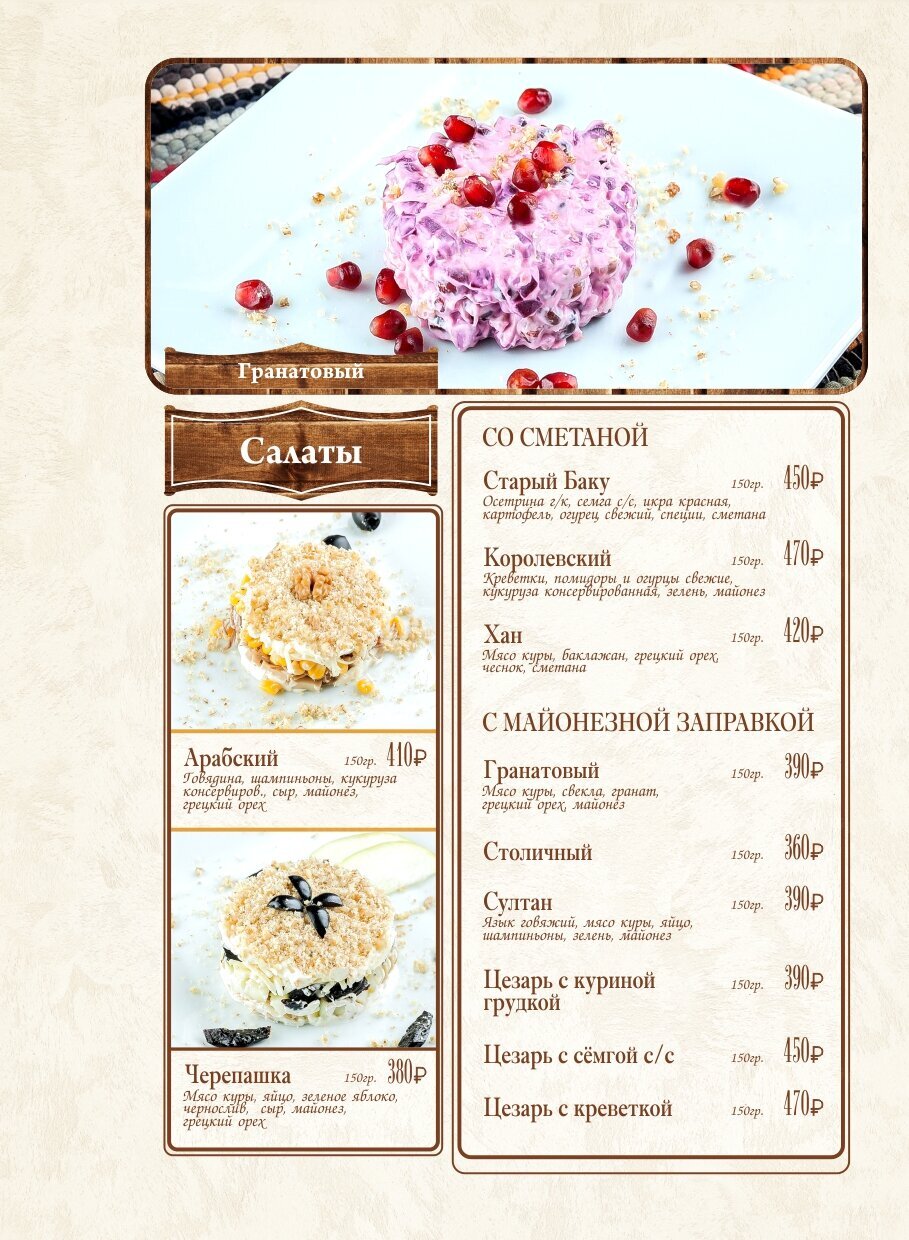 Гранатовый
Салаты
Арабский 150гр. 410₽
Говядина, шампиньоны, кукуруза
консервиров., сыр, майонез,
грецкий орех
Черепашка 150гр. 380₽
Мясо куры, яйцо, зеленое яблоко,
чернослив, сыр, майонез,
грецкий орех
СО СМЕТАНОЙ
Старый Баку 150гр. 450₽
Осетрина г/к, семга с/с, икра красная,
картофель, огурец свежий, специи, сметана
Королевский 150гр. 470₽
Креветки, помидоры и огурцы свежие,
кукуруза консервированная, зелень, майонез
Хан 150гр. 420₽
Мясо куры, баклажан, грецкий орех,
чеснок, сметана
С МАЙОНЕЗНОЙ ЗАПРАВКОЙ
Гранатовый 150гр. 390₽
Мясо куры, свекла, гранат,
грецкий орех, майонез
Столичный 150гр. 360₽
Султан 150гр. 390₽
Язык говяжий, мясо куры, яйцо,
шампиньоны, зелень, майонез
Цезарь с куриной 150гр. 390₽
грудкой
Цезарь с сёмгой с/с 150гр. 450₽
Цезарь с креветкой 150гр. 470₽